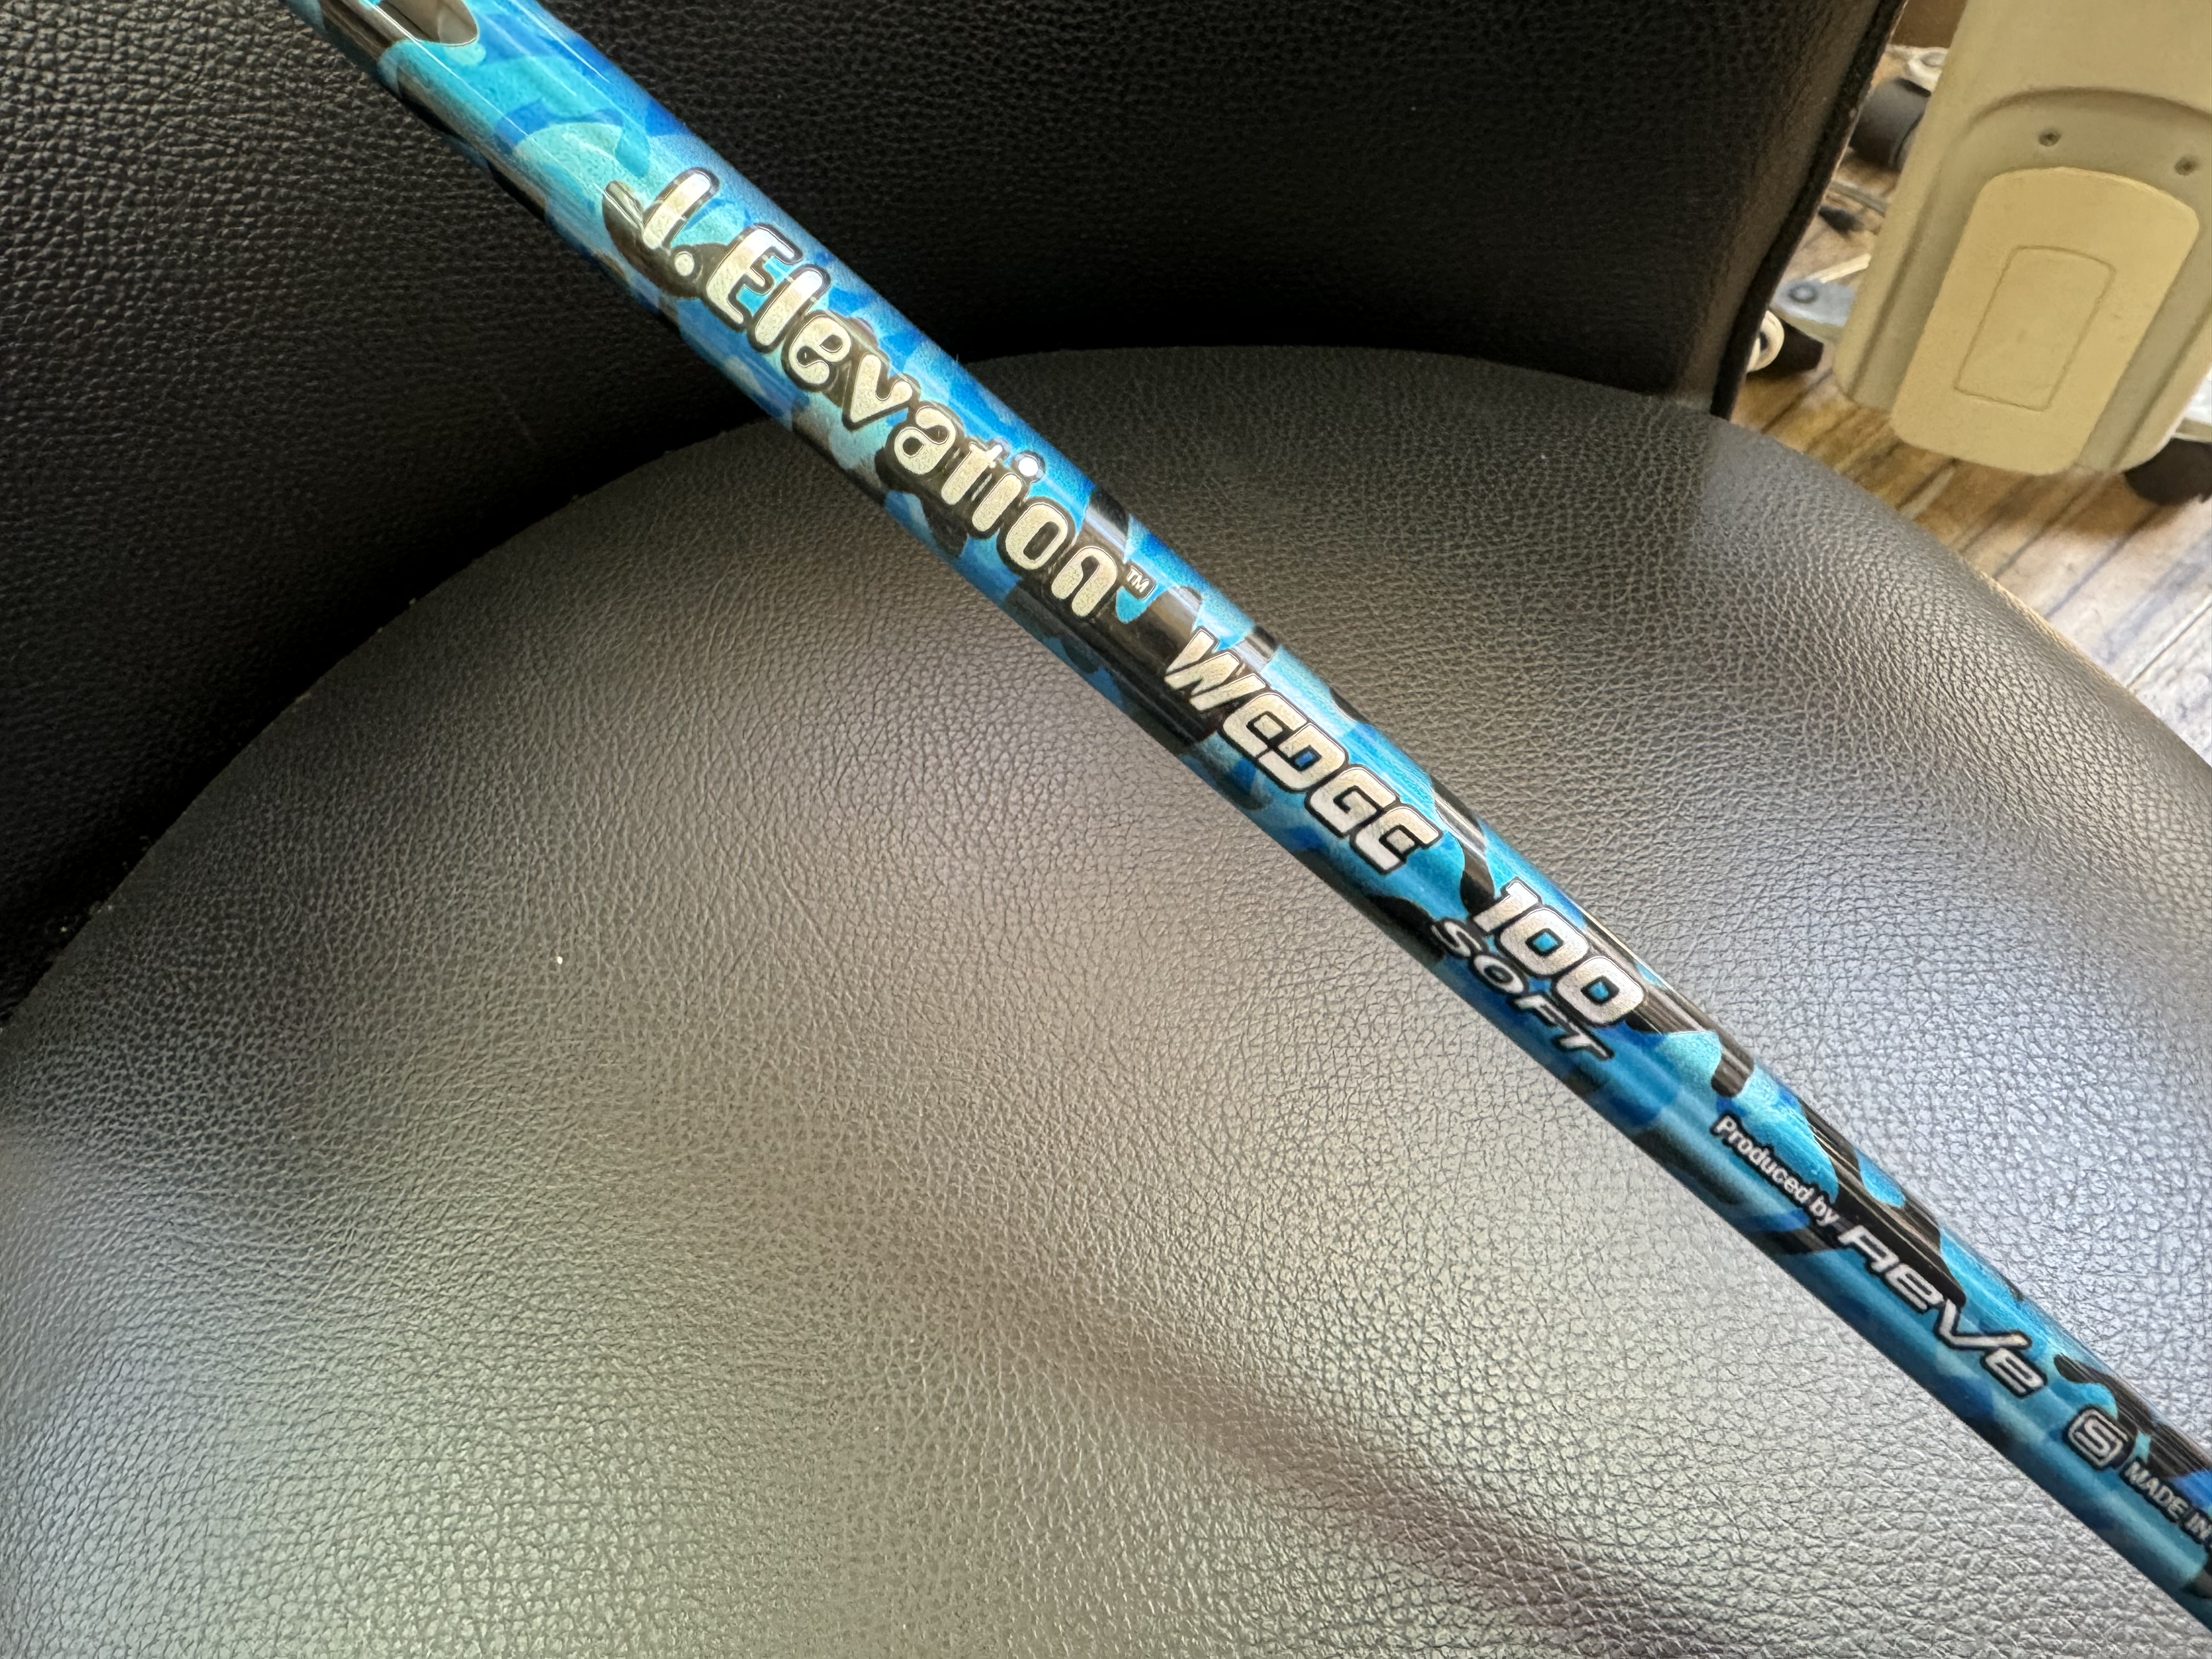 I.Elevation™ WEDGE 100
SOFT
Produced by ReVe S MADE IN